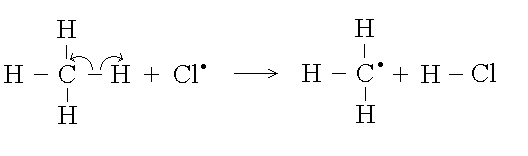 H H
H – C – H + Cl• ⟶ H – C• + H – Cl
H H